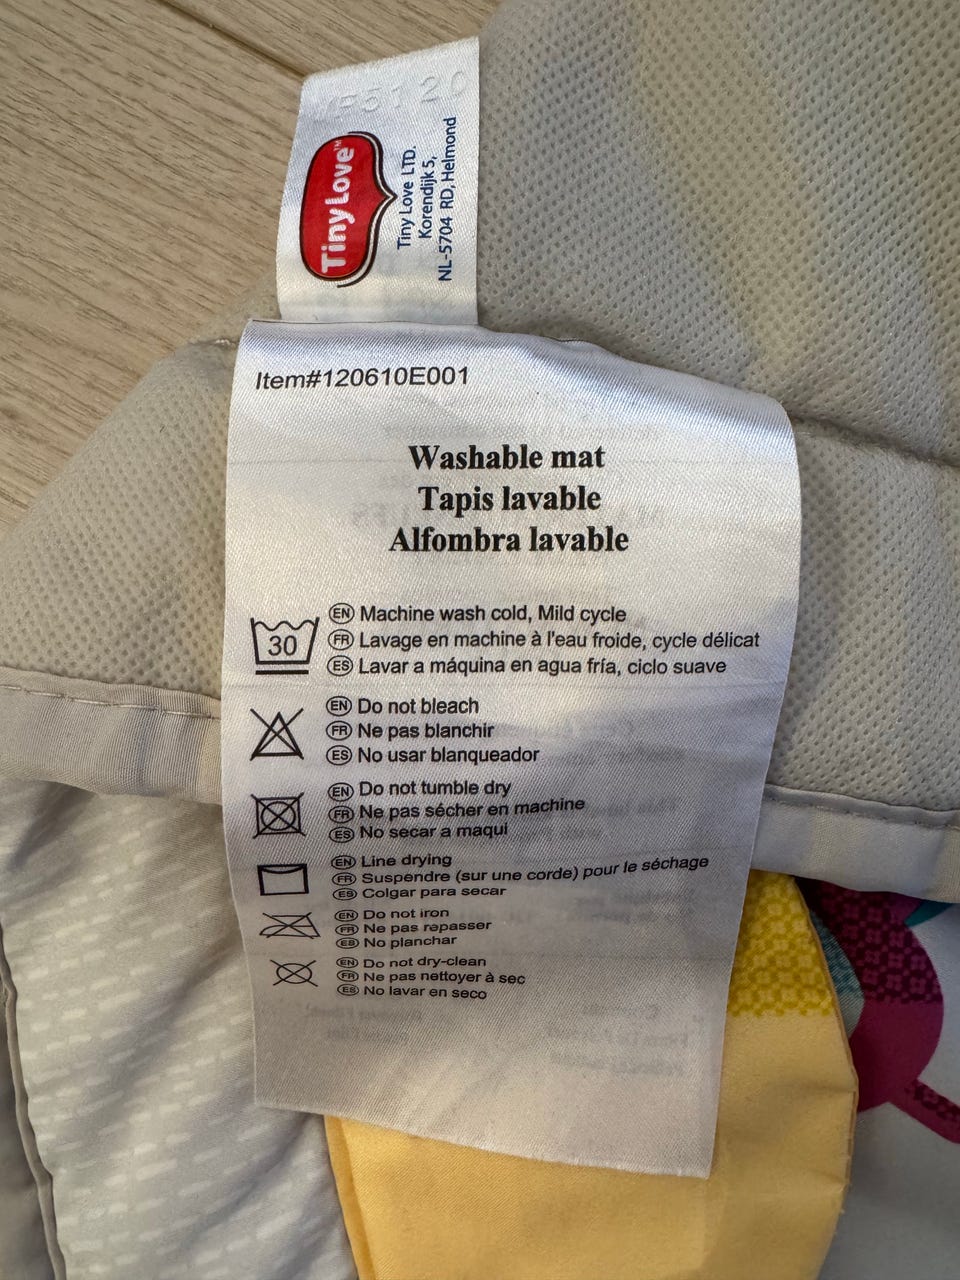 TinyLove™
Tiny Love LTD.
Korendijk 5,
NL-5704 RD, Helmond
Item#120610E001
Washable mat
Tapis lavable
Alfombra lavable
30
EN Machine wash cold, Mild cycle
FR Lavage en machine à l'eau froide, cycle délicat
ES Lavar a máquina en agua fría, ciclo suave
EN Do not bleach
FR Ne pas blanchir
ES No usar blanqueador
EN Do not tumble dry
FR Ne pas sécher en machine
ES No secar a maqui
EN Line drying
FR Suspendre (sur une corde) pour le séchage
ES Colgar para secar
EN Do not iron
FR Ne pas repasser
ES No planchar
EN Do not dry-clean
FR Ne pas nettoyer à sec
ES No lavar en seco